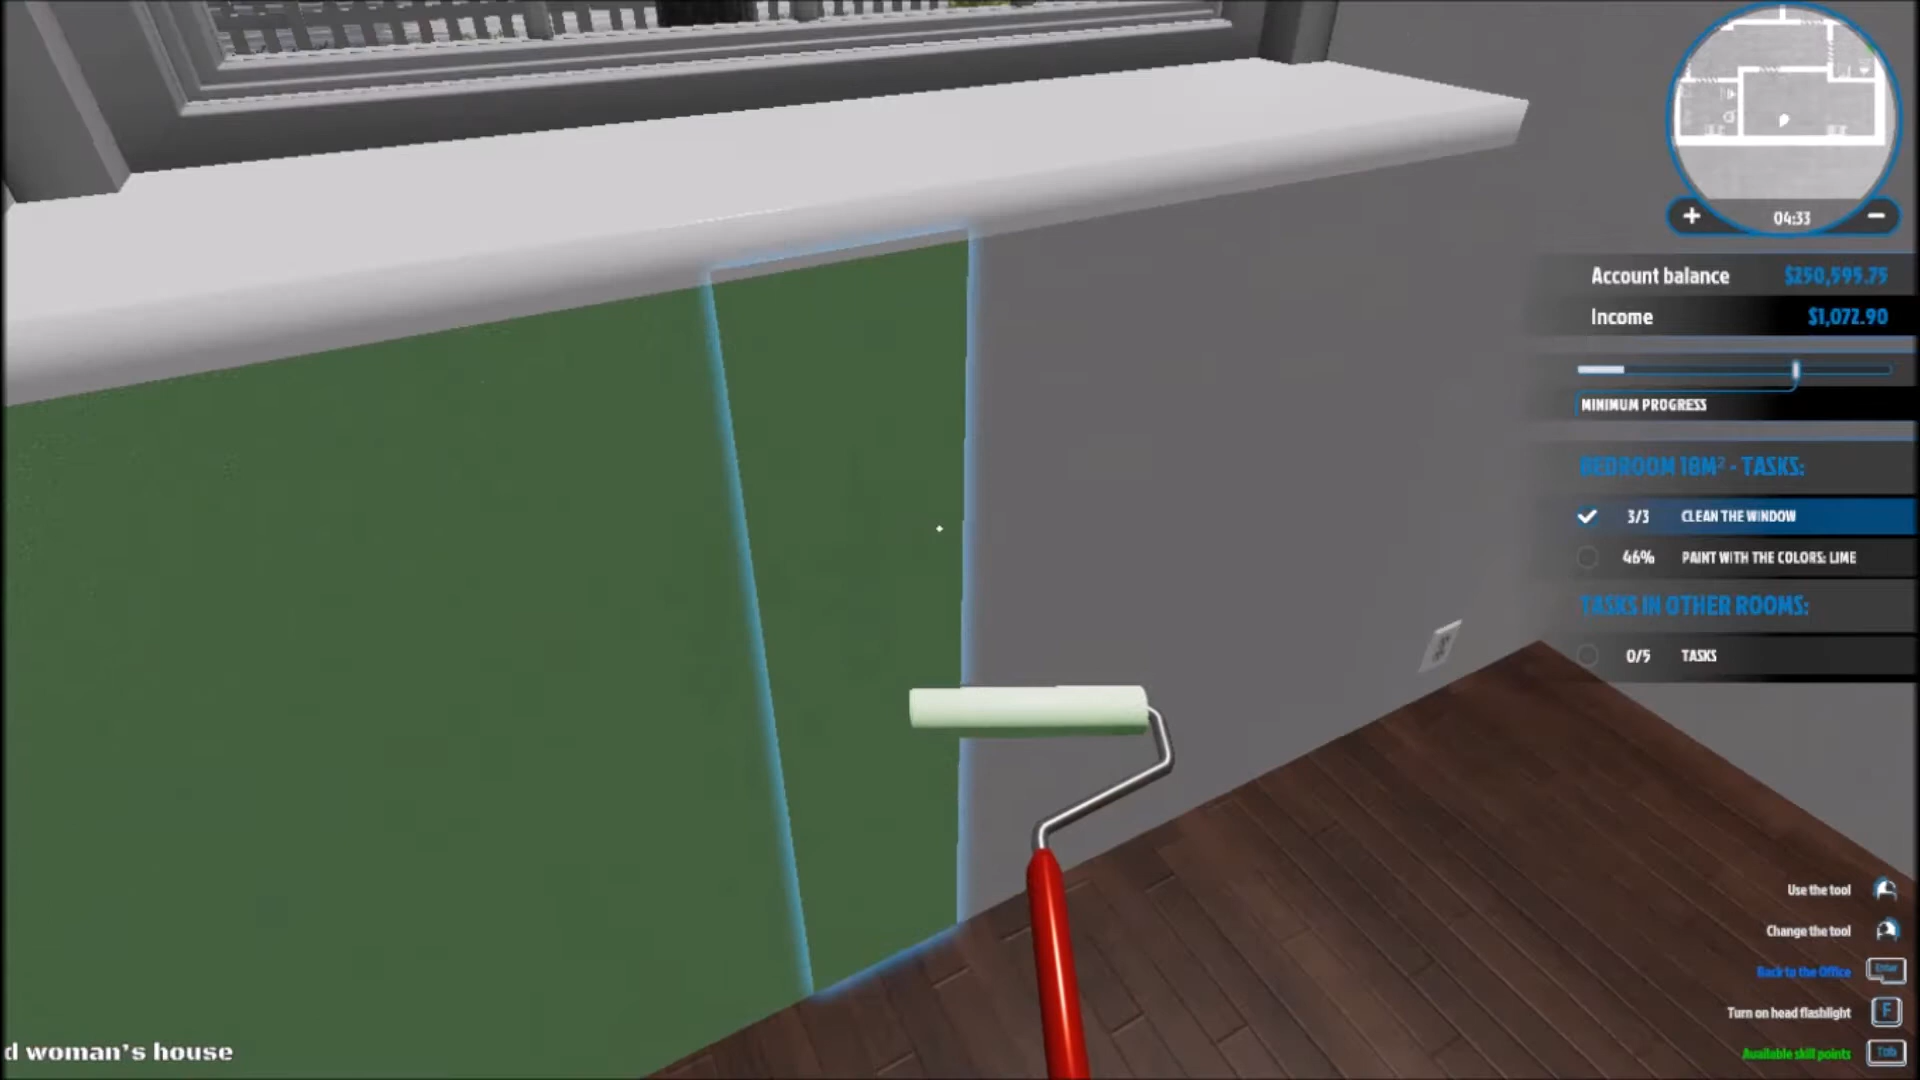 04:33
Account balance $250,595.75
Income $1,072.90
MINIMUM PROGRESS
BEDROOM 18M² - TASKS:
3/3 CLEAN THE WINDOW
46% PAINT WITH THE COLORS: LIME
TASKS IN OTHER ROOMS:
0/5 TASKS
Use the tool
Change the tool
Back to the Office Enter
Turn on head flashlight F
Available skill points Tab
d woman's house